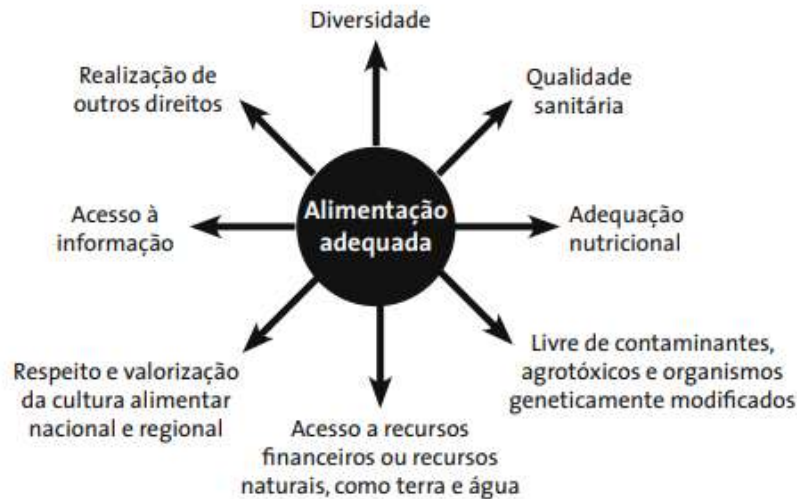 Diversidade
Qualidade
sanitária
Adequação
nutricional
Livre de contaminantes,
agrotóxicos e organismos
geneticamente modificados
Acesso a recursos
financeiros ou recursos
naturais, como terra e água
Respeito e valorização
da cultura alimentar
nacional e regional
Acesso à
informação
Realização de
outros direitos
Alimentação
adequada